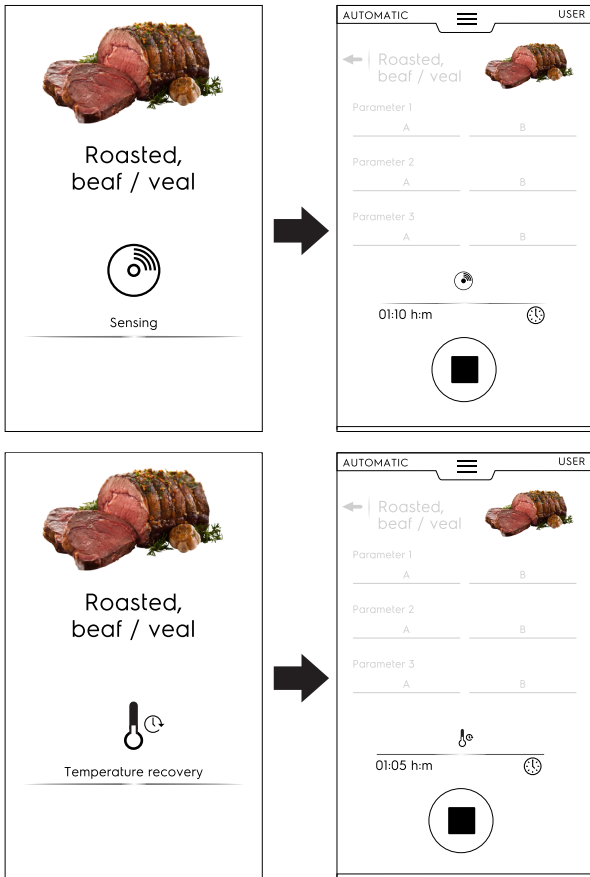 Roasted,
beaf / veal
Sensing
AUTOMATIC USER
Roasted,
beaf / veal
Parameter 1
A B
Parameter 2
A B
Parameter 3
A B
01:10 h:m
Roasted,
beaf / veal
Temperature recovery
AUTOMATIC USER
Roasted,
beaf / veal
Parameter 1
A B
Parameter 2
A B
Parameter 3
A B
01:05 h:m